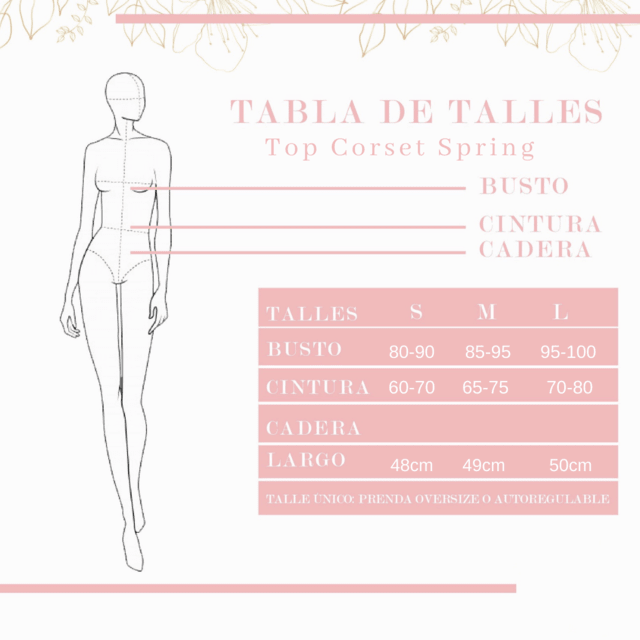 TABLA DE TALLES
Top Corset Spring
BUSTO
CINTURA
CADERA
TALLES S M L
BUSTO 80-90 85-95 95-100
CINTURA 60-70 65-75 70-80
CADERA
LARGO 48cm 49cm 50cm
TALLE UNICO: PRENDA OVERSIZE O AUTOREGULABLE